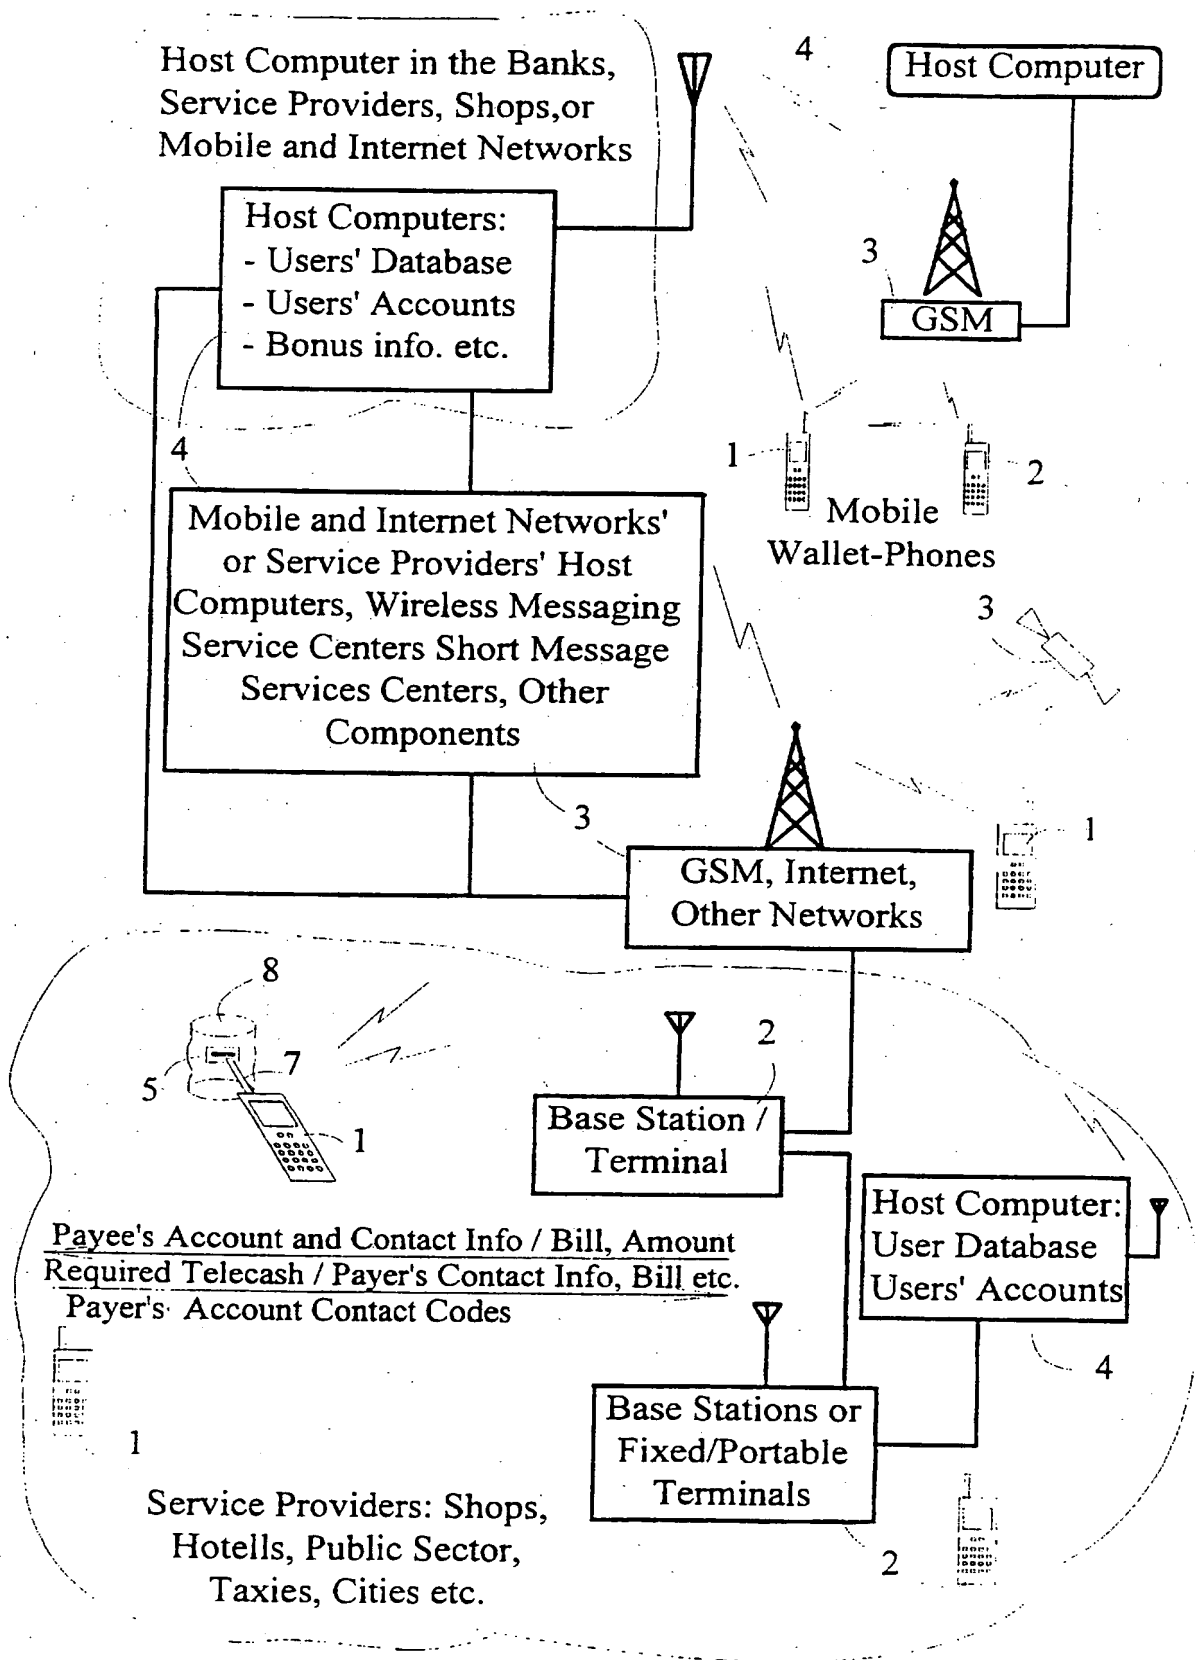 Host Computer in the Banks,
Service Providers, Shops,or
Mobile and Internet Networks
4
Host Computer
Host Computers:
- Users' Database
- Users' Accounts
- Bonus info. etc.
3
GSM
4
1
2
Mobile
Wallet-Phones
Mobile and Internet Networks'
or Service Providers' Host
Computers, Wireless Messaging
Service Centers Short Message
Services Centers, Other
Components
3
3
1
GSM, Internet,
Other Networks
8
5
7
1
2
Base Station /
Terminal
Host Computer:
User Database
Users' Accounts
Payee's Account and Contact Info / Bill, Amount
Required Telecash / Payer's Contact Info, Bill etc.
Payer's Account Contact Codes
4
1
Base Stations or
Fixed/Portable
Terminals
2
Service Providers: Shops,
Hotells, Public Sector,
Taxies, Cities etc.